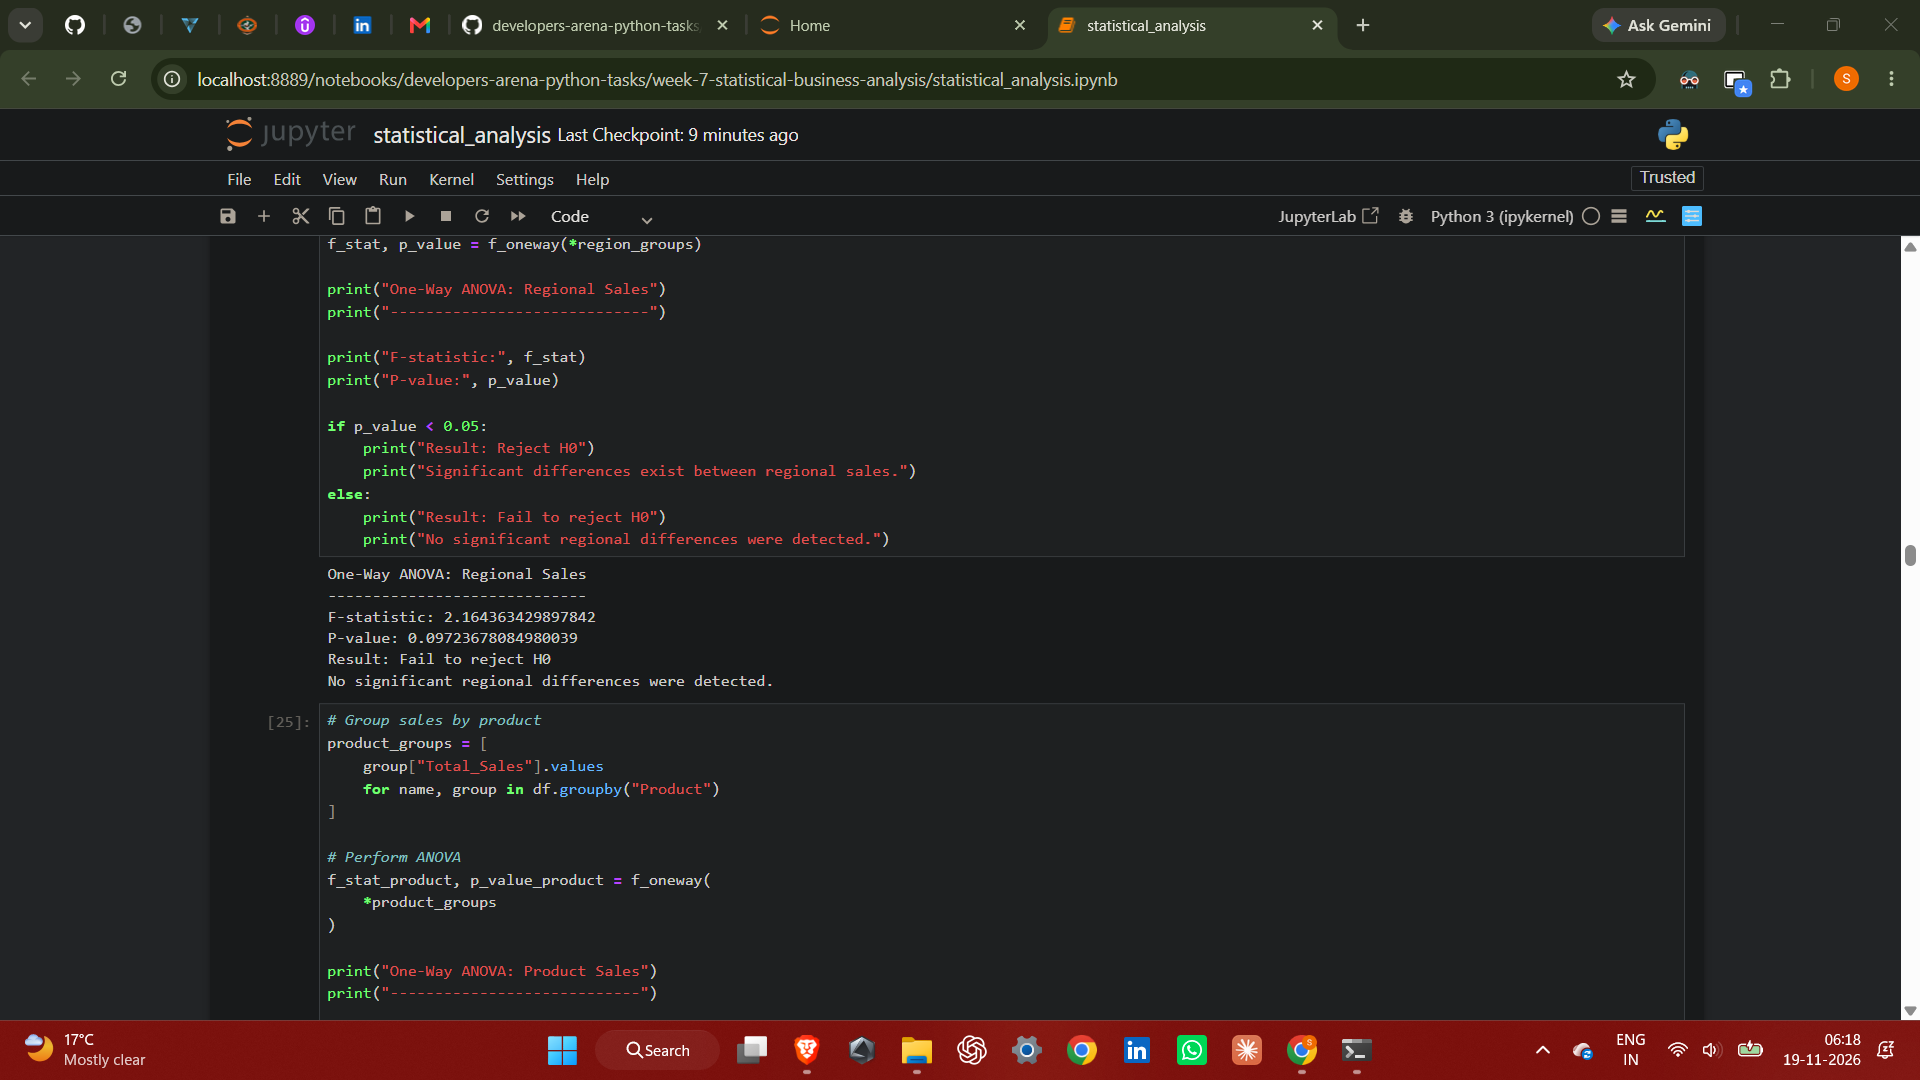 developers-arena-python-tasks
Home
statistical_analysis
Ask Gemini
localhost:8889/notebooks/developers-arena-python-tasks/week-7-statistical-business-analysis/statistical_analysis.ipynb
S
jupyter statistical_analysis Last Checkpoint: 9 minutes ago
File Edit View Run Kernel Settings Help
Trusted
Code
JupyterLab
Python 3 (ipykernel)
f_stat, p_value = f_oneway(*region_groups)
print("One-Way ANOVA: Regional Sales")
print("-----------------------------")
print("F-statistic:", f_stat)
print("P-value:", p_value)
if p_value < 0.05:
    print("Result: Reject H0")
    print("Significant differences exist between regional sales.")
else:
    print("Result: Fail to reject H0")
    print("No significant regional differences were detected.")
One-Way ANOVA: Regional Sales
-----------------------------
F-statistic: 2.164363429897842
P-value: 0.09723678084980039
Result: Fail to reject H0
No significant regional differences were detected.
[25]:
# Group sales by product
product_groups = [
    group["Total_Sales"].values
    for name, group in df.groupby("Product")
]
# Perform ANOVA
f_stat_product, p_value_product = f_oneway(
    *product_groups
)
print("One-Way ANOVA: Product Sales")
print("----------------------------")
17°C
Mostly clear
Search
ENG
IN
06:18
19-11-2026